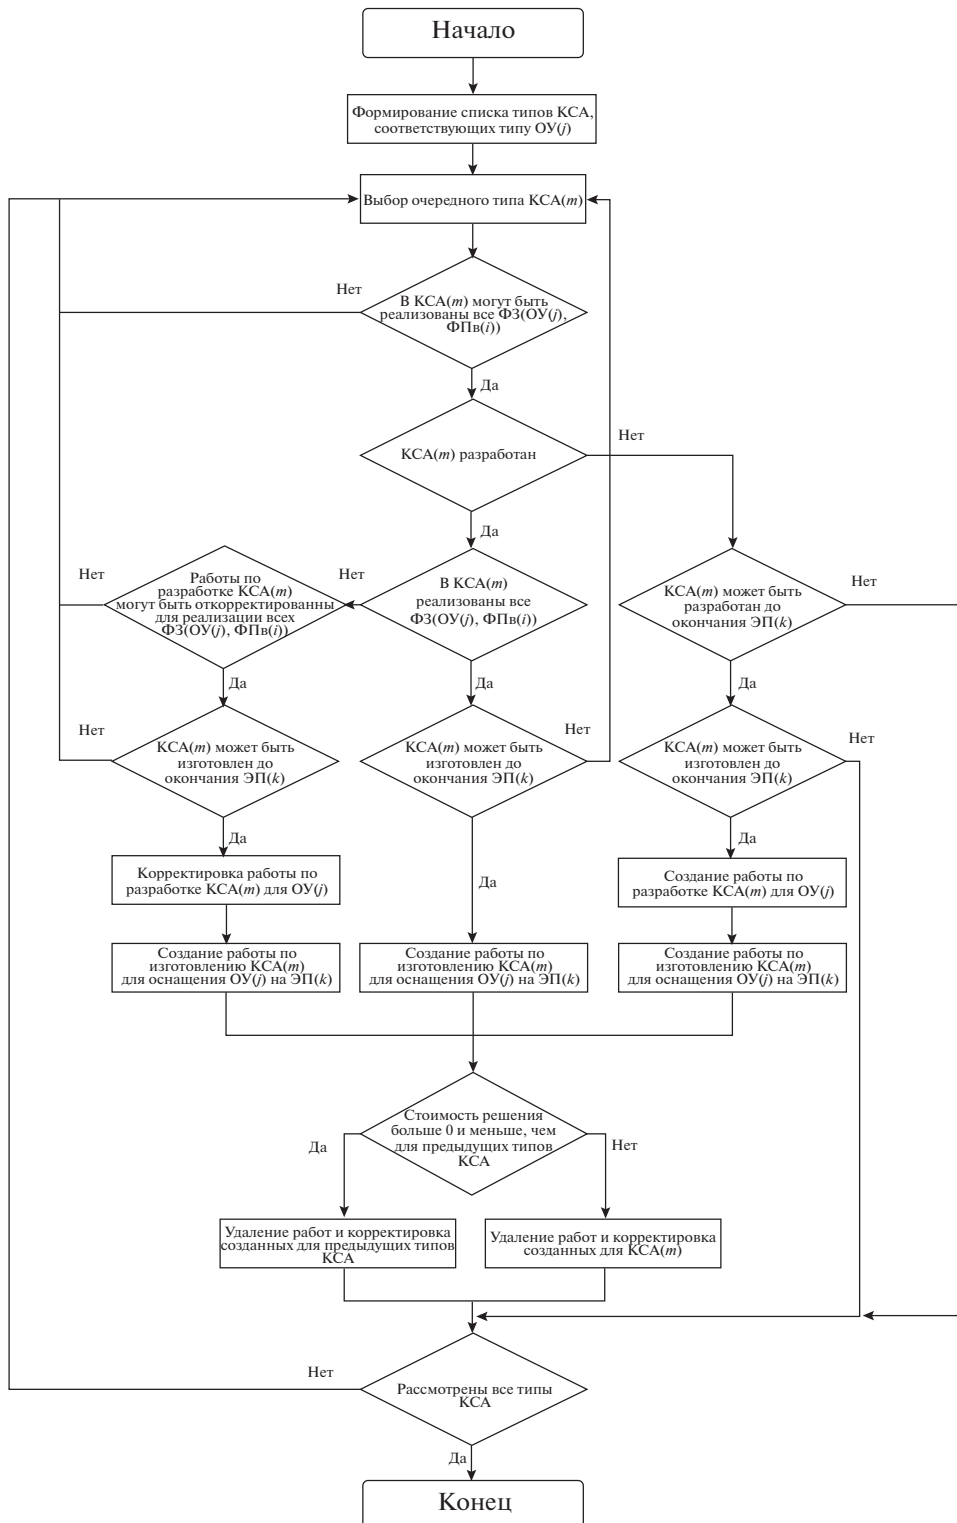 Начало
Формирование списка типов КСА,
соответствующих типу ОУ(j)
Выбор очередного типа КСА(m)
Нет
В КСА(m) могут быть
реализованы все ФЗ(ОУ(j),
ФПв(i))
Да
Нет
КСА(m) разработан
Да
Нет
Работы по
разработке КСА(m)
могут быть откорректированны
для реализации всех
ФЗ(ОУ(j), ФПв(i))
Нет
В КСА(m)
реализованы все
ФЗ(ОУ(j), ФПв(i))
КСА(m) может быть
разработан до
окончания ЭП(k)
Нет
Да
Да
Да
Нет
КСА(m) может быть
изготовлен до
окончания ЭП(k)
КСА(m) может быть
изготовлен до
окончания ЭП(k)
Нет
КСА(m) может быть
изготовлен до
окончания ЭП(k)
Нет
Да
Да
Да
Корректировка работы по
разработке КСА(m) для ОУ(j)
Создание работы по
разработке КСА(m) для ОУ(j)
Создание работы по
изготовлению КСА(m)
для оснащения ОУ(j) на ЭП(k)
Создание работы по
изготовлению КСА(m)
для оснащения ОУ(j) на ЭП(k)
Создание работы по
изготовлению КСА(m)
для оснащения ОУ(j) на ЭП(k)
Стоимость решения
больше 0 и меньше, чем
для предыдущих типов
КСА
Да
Нет
Удаление работ и корректировка
созданных для предыдущих типов
КСА
Удаление работ и корректировка
созданных для КСА(m)
Нет
Рассмотрены все типы
КСА
Да
Конец